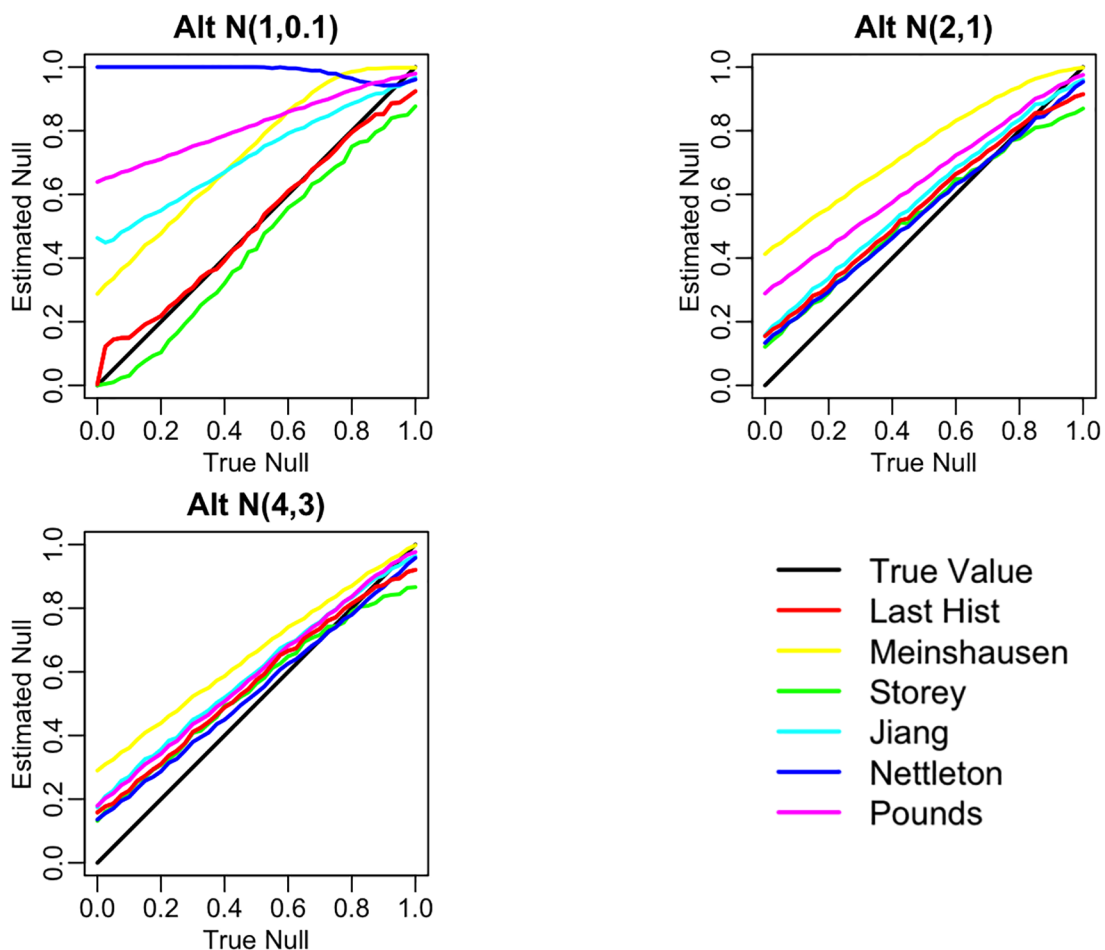 Alt N(1,0.1)
Estimated Null
0.0 0.2 0.4 0.6 0.8 1.0
0.0 0.2 0.4 0.6 0.8 1.0
True Null
Alt N(2,1)
Estimated Null
0.0 0.2 0.4 0.6 0.8 1.0
0.0 0.2 0.4 0.6 0.8 1.0
True Null
Alt N(4,3)
Estimated Null
0.0 0.2 0.4 0.6 0.8 1.0
0.0 0.2 0.4 0.6 0.8 1.0
True Null
True Value
Last Hist
Meinshausen
Storey
Jiang
Nettleton
Pounds